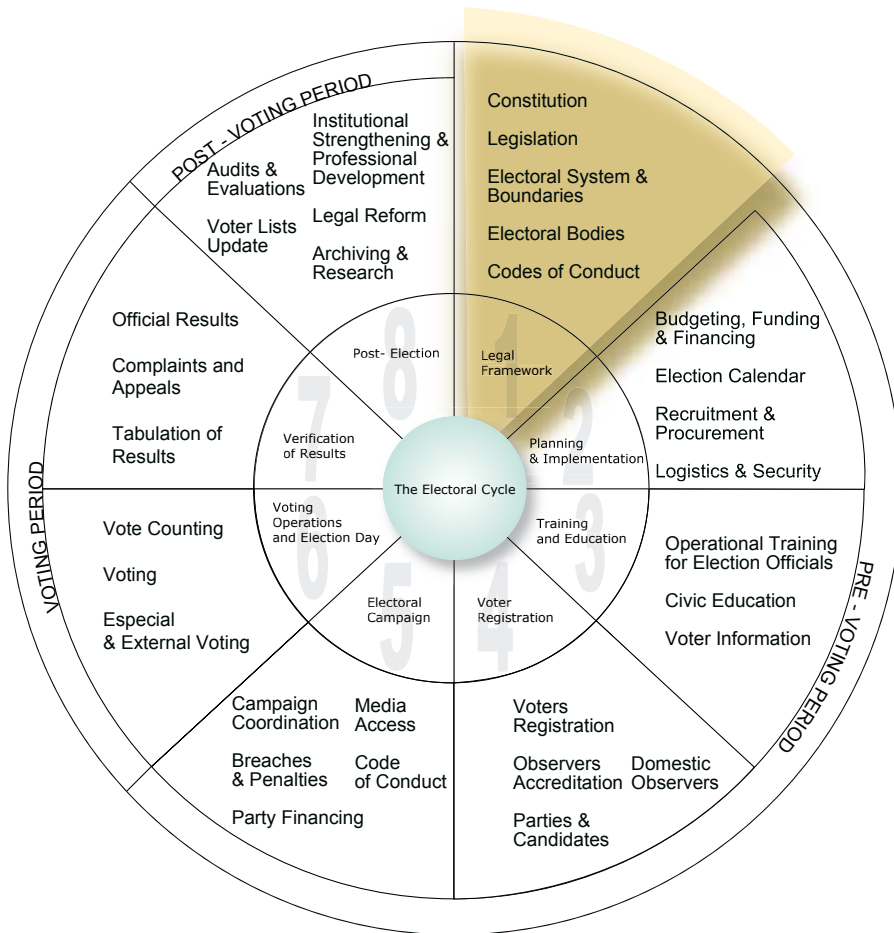 POST - VOTING PERIOD
Institutional
Strengthening &
Professional
Development
Audits &
Evaluations
Legal Reform
Voter Lists
Update
Archiving &
Research
Constitution
Legislation
Electoral System &
Boundaries
Electoral Bodies
Codes of Conduct
Official Results
Complaints and
Appeals
Tabulation of
Results
Budgeting, Funding
& Financing
Election Calendar
Recruitment &
Procurement
Logistics & Security
8
Post- Election
1
Legal
Framework
7
Verification
of Results
2
Planning
& Implementation
The Electoral Cycle
6
Voting
Operations
and Election Day
3
Training
and Education
5
Electoral
Campaign
4
Voter
Registration
VOTING PERIOD
Vote Counting
Voting
Especial
& External Voting
Operational Training
for Election Officials
Civic Education
Voter Information
PRE - VOTING PERIOD
Campaign
Coordination
Media
Access
Breaches
& Penalties
Code
of Conduct
Party Financing
Voters
Registration
Observers
Accreditation
Domestic
Observers
Parties &
Candidates